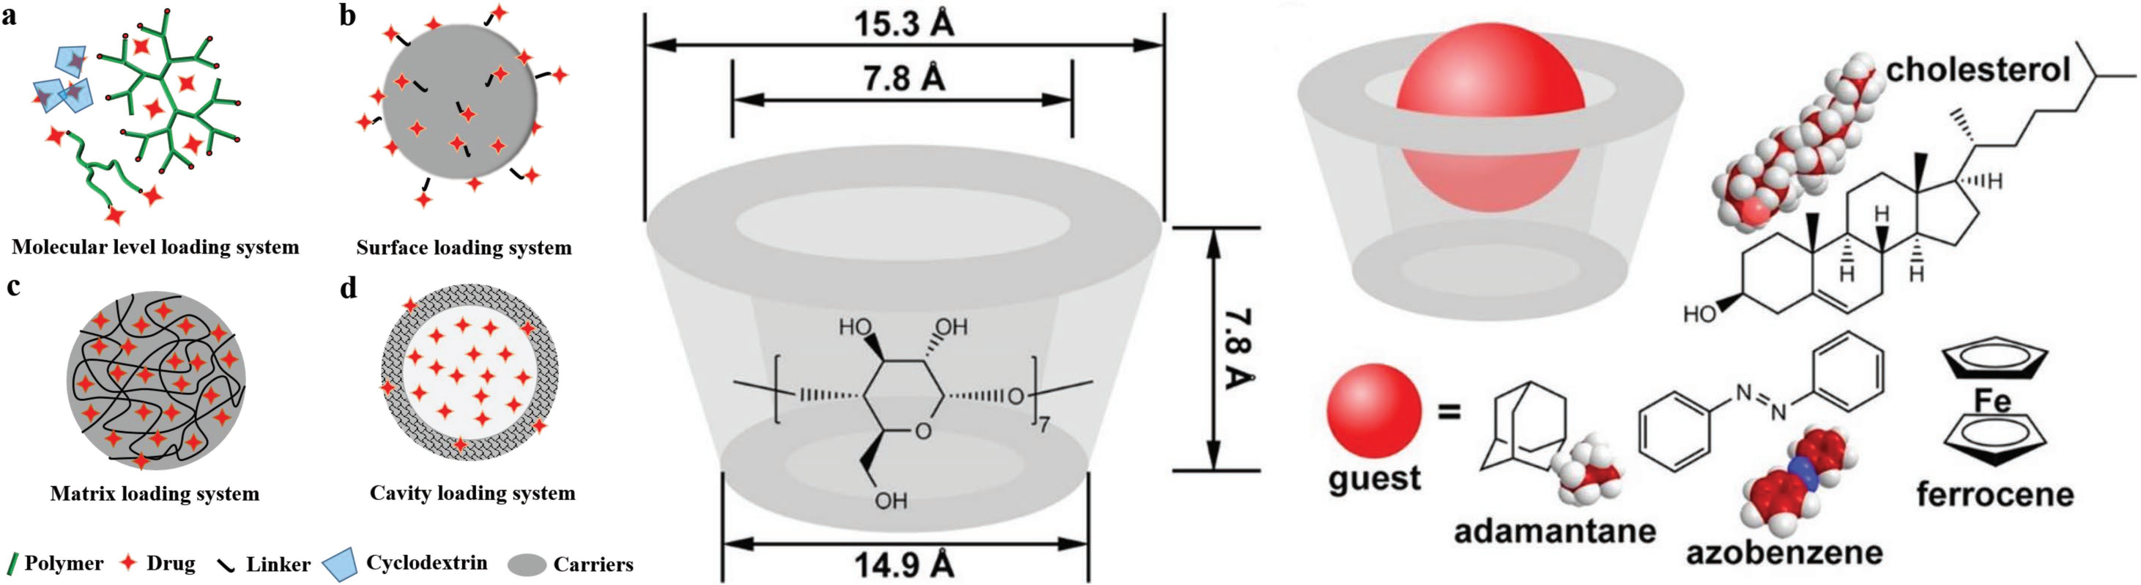 a
b
Molecular level loading system
Surface loading system
c
d
Matrix loading system
Cavity loading system
Polymer
Drug
Linker
Cyclodextrin
Carriers
15.3 Å
7.8 Å
7.8 Å
HO
OH
O
O
7
OH
14.9 Å
cholesterol
H
H
H
H
HO
guest
=
adamantane
N
N
azobenzene
Fe
ferrocene